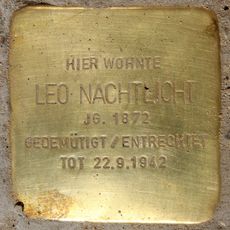 HIER WOHNTE
LEO NACHTLICHT
JG. 1872
GEDEMÜTIGT / ENTRECHTET
TOT 22.9.1942